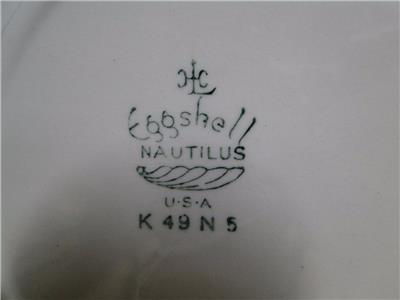 HLC
Eggshell
NAUTILUS
U·S·A
K 49 N 5